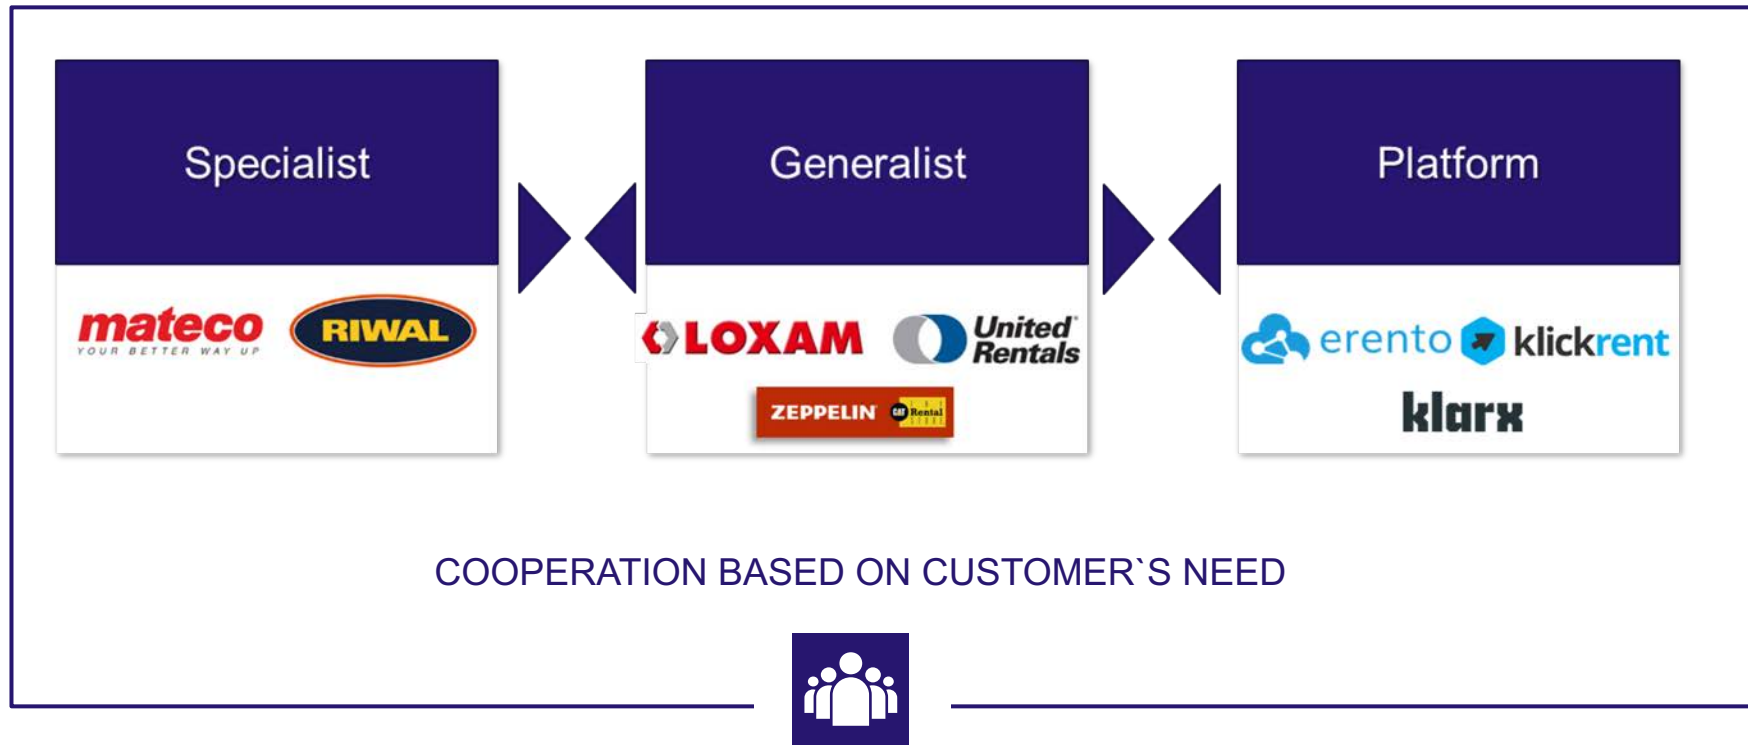 Specialist
Generalist
Platform
mateco
YOUR BETTER WAY UP
RIWAL
LOXAM
United
Rentals
ZEPPELIN
CAT
Rental
erento
klickrent
klarx
COOPERATION BASED ON CUSTOMER`S NEED